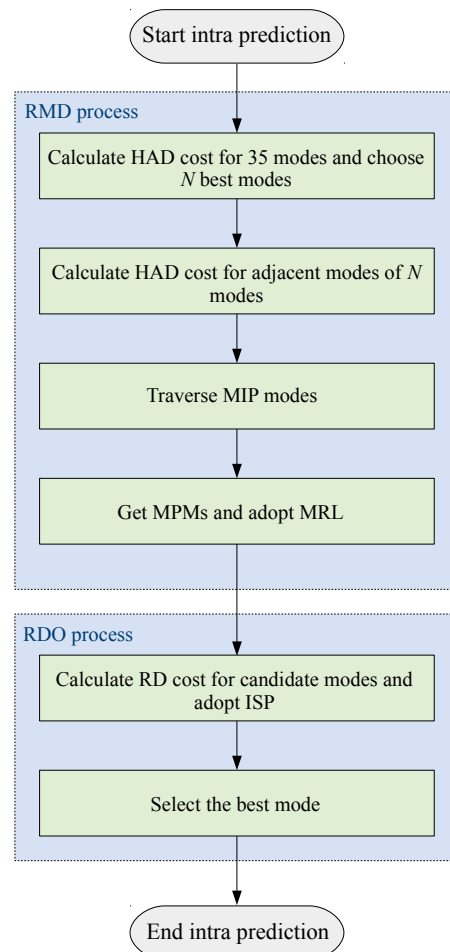 Start intra prediction
RMD process
Calculate HAD cost for 35 modes and choose
N best modes
Calculate HAD cost for adjacent modes of N
modes
Traverse MIP modes
Get MPMs and adopt MRL
RDO process
Calculate RD cost for candidate modes and
adopt ISP
Select the best mode
End intra prediction